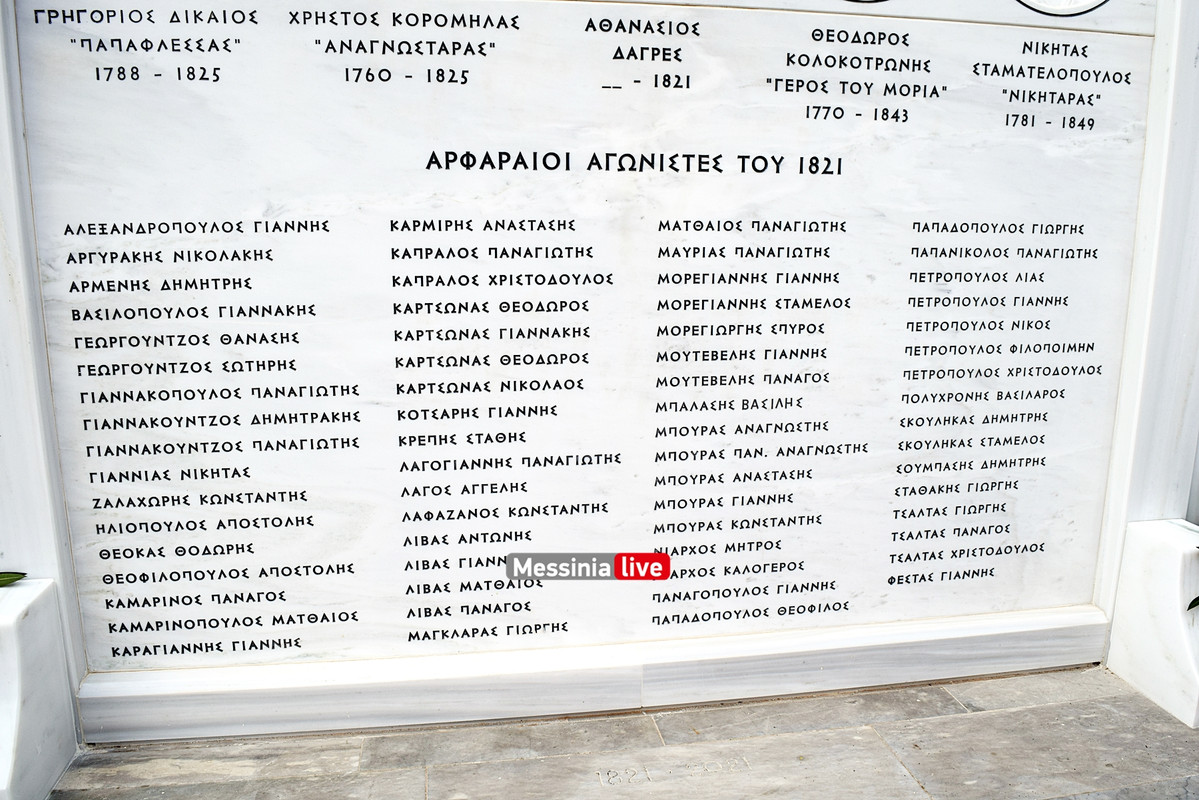 ΓΡΗΓΟΡΙΟΣ ΔΙΚΑΙΟΣ
"ΠΑΠΑΦΛΕΣΣΑΣ"
1788 - 1825
ΧΡΗΣΤΟΣ ΚΟΡΟΜΗΛΑΣ
"ΑΝΑΓΝΩΣΤΑΡΑΣ"
1760 - 1825
ΑΘΑΝΑΣΙΟΣ
ΔΑΓΡΕΣ
__ - 1821
ΘΕΟΔΩΡΟΣ
ΚΟΛΟΚΟΤΡΩΝΗΣ
"ΓΕΡΟΣ ΤΟΥ ΜΟΡΙΑ"
1770 - 1843
ΝΙΚΗΤΑΣ
ΣΤΑΜΑΤΕΛΟΠΟΥΛΟΣ
"ΝΙΚΗΤΑΡΑΣ"
1781 - 1849
ΑΡΦΑΡΑΙΟΙ ΑΓΩΝΙΣΤΕΣ ΤΟΥ 1821
ΑΛΕΞΑΝΔΡΟΠΟΥΛΟΣ ΓΙΑΝΝΗΣ
ΑΡΓΥΡΑΚΗΣ ΝΙΚΟΛΑΚΗΣ
ΑΡΜΕΝΗΣ ΔΗΜΗΤΡΗΣ
ΒΑΣΙΛΟΠΟΥΛΟΣ ΓΙΑΝΝΑΚΗΣ
ΓΕΩΡΓΟΥΝΤΖΟΣ ΘΑΝΑΣΗΣ
ΓΕΩΡΓΟΥΝΤΖΟΣ ΣΩΤΗΡΗΣ
ΓΙΑΝΝΑΚΟΠΟΥΛΟΣ ΠΑΝΑΓΙΩΤΗΣ
ΓΙΑΝΝΑΚΟΥΝΤΖΟΣ ΔΗΜΗΤΡΑΚΗΣ
ΓΙΑΝΝΑΚΟΥΝΤΖΟΣ ΠΑΝΑΓΙΩΤΗΣ
ΓΙΑΝΝΙΑΣ ΝΙΚΗΤΑΣ
ΖΑΛΑΧΩΡΗΣ ΚΩΝΣΤΑΝΤΗΣ
ΗΛΙΟΠΟΥΛΟΣ ΑΠΟΣΤΟΛΗΣ
ΘΕΟΚΑΣ ΘΟΔΩΡΗΣ
ΘΕΟΦΙΛΟΠΟΥΛΟΣ ΑΠΟΣΤΟΛΗΣ
ΚΑΜΑΡΙΝΟΣ ΠΑΝΑΓΟΣ
ΚΑΜΑΡΙΝΟΠΟΥΛΟΣ ΜΑΤΘΑΙΟΣ
ΚΑΡΑΓΙΑΝΝΗΣ ΓΙΑΝΝΗΣ
ΚΑΡΜΙΡΗΣ ΑΝΑΣΤΑΣΗΣ
ΚΑΠΡΑΛΟΣ ΠΑΝΑΓΙΩΤΗΣ
ΚΑΠΡΑΛΟΣ ΧΡΙΣΤΟΔΟΥΛΟΣ
ΚΑΡΤΣΩΝΑΣ ΘΕΟΔΩΡΟΣ
ΚΑΡΤΣΩΝΑΣ ΓΙΑΝΝΑΚΗΣ
ΚΑΡΤΣΩΝΑΣ ΘΕΟΔΩΡΟΣ
ΚΑΡΤΣΩΝΑΣ ΝΙΚΟΛΑΟΣ
ΚΟΤΣΑΡΗΣ ΓΙΑΝΝΗΣ
ΚΡΕΠΗΣ ΣΤΑΘΗΣ
ΛΑΓΟΓΙΑΝΝΗΣ ΠΑΝΑΓΙΩΤΗΣ
ΛΑΓΟΣ ΑΓΓΕΛΗΣ
ΛΑΦΑΖΑΝΟΣ ΚΩΝΣΤΑΝΤΗΣ
ΛΙΒΑΣ ΑΝΤΩΝΗΣ
ΛΙΒΑΣ
ΛΙΒΑΣ ΜΑΤΘΑΙΟΣ
ΛΙΒΑΣ ΠΑΝΑΓΟΣ
ΜΑΓΚΛΑΡΑΣ ΓΙΩΡΓΗΣ
ΜΑΤΘΑΙΟΣ ΠΑΝΑΓΙΩΤΗΣ
ΜΑΥΡΙΑΣ ΠΑΝΑΓΙΩΤΗΣ
ΜΟΡΕΓΙΑΝΝΗΣ ΓΙΑΝΝΗΣ
ΜΟΡΕΓΙΑΝΝΗΣ ΣΤΑΜΕΛΟΣ
ΜΟΡΕΓΙΩΡΓΗΣ ΣΠΥΡΟΣ
ΜΟΥΤΕΒΕΛΗΣ ΓΙΑΝΝΗΣ
ΜΟΥΤΕΒΕΛΗΣ ΠΑΝΑΓΟΣ
ΜΠΑΛΑΣΗΣ ΒΑΣΙΛΗΣ
ΜΠΟΥΡΑΣ ΑΝΑΓΝΩΣΤΗΣ
ΜΠΟΥΡΑΣ ΠΑΝ. ΑΝΑΓΝΩΣΤΗΣ
ΜΠΟΥΡΑΣ ΑΝΑΣΤΑΣΗΣ
ΜΠΟΥΡΑΣ ΓΙΑΝΝΗΣ
ΜΠΟΥΡΑΣ ΚΩΝΣΤΑΝΤΗΣ
ΝΙΑΡΧΟΣ ΜΗΤΡΟΣ
ΚΑΛΟΓΕΡΟΣ
ΠΑΝΑΓΟΠΟΥΛΟΣ ΓΙΑΝΝΗΣ
ΠΑΠΑΔΟΠΟΥΛΟΣ ΘΕΟΦΙΛΟΣ
ΠΑΠΑΔΟΠΟΥΛΟΣ ΓΙΩΡΓΗΣ
ΠΑΠΑΝΙΚΟΛΟΣ ΠΑΝΑΓΙΩΤΗΣ
ΠΕΤΡΟΠΟΥΛΟΣ ΛΙΑΣ
ΠΕΤΡΟΠΟΥΛΟΣ ΓΙΑΝΝΗΣ
ΠΕΤΡΟΠΟΥΛΟΣ ΝΙΚΟΣ
ΠΕΤΡΟΠΟΥΛΟΣ ΦΙΛΟΠΟΙΜΗΝ
ΠΕΤΡΟΠΟΥΛΟΣ ΧΡΙΣΤΟΔΟΥΛΟΣ
ΠΟΛΥΧΡΟΝΗΣ ΒΑΣΙΛΑΡΟΣ
ΣΚΟΥΛΗΚΑΣ ΔΗΜΗΤΡΗΣ
ΣΚΟΥΛΗΚΑΣ ΣΤΑΜΕΛΟΣ
ΣΟΥΜΠΑΣΗΣ ΔΗΜΗΤΡΗΣ
ΣΤΑΘΑΚΗΣ ΓΙΩΡΓΗΣ
ΤΣΑΛΤΑΣ ΓΙΩΡΓΗΣ
ΤΣΑΛΤΑΣ ΠΑΝΑΓΟΣ
ΤΣΑΛΤΑΣ ΧΡΙΣΤΟΔΟΥΛΟΣ
ΦΕΣΤΑΣ ΓΙΑΝΝΗΣ
Messinia live
1821 - 2021